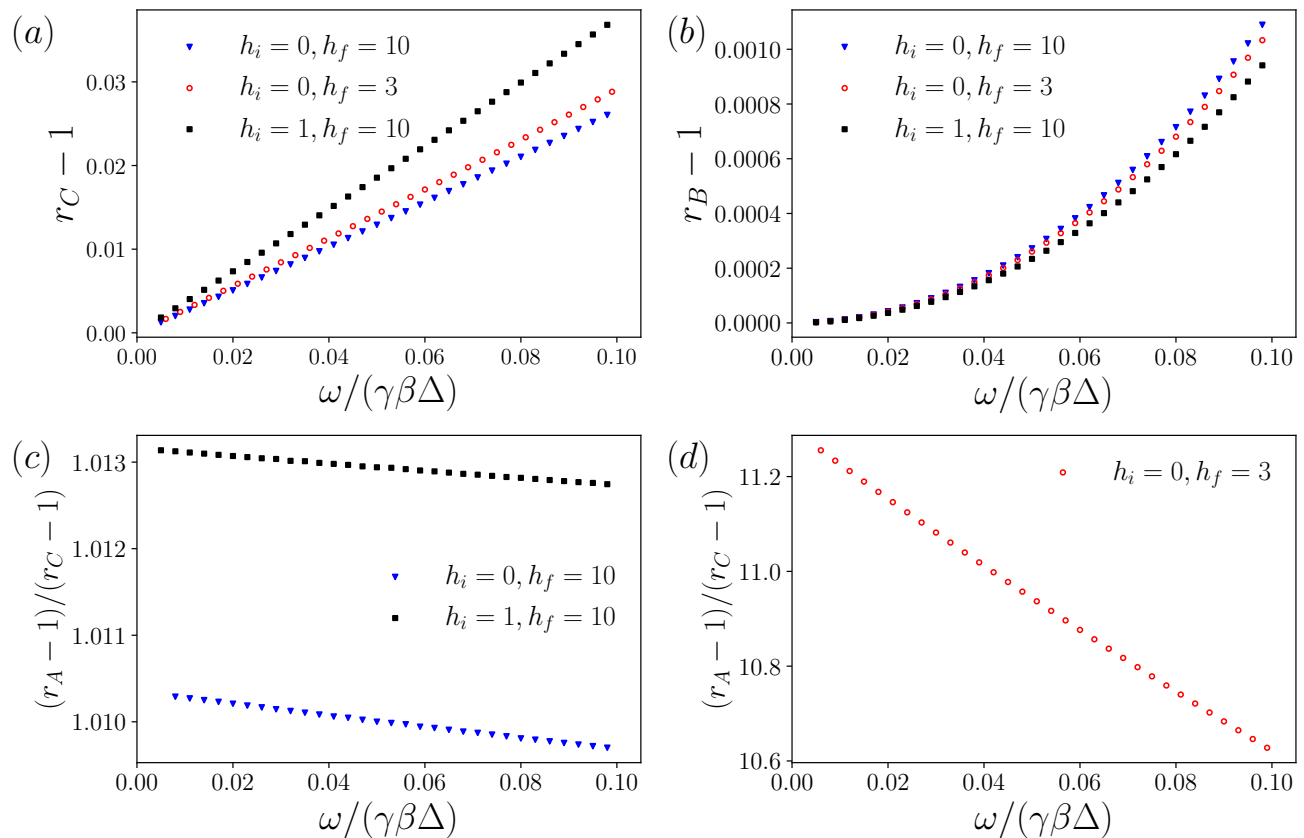 (a)
h_i = 0, h_f = 10
h_i = 0, h_f = 3
h_i = 1, h_f = 10
r_C − 1
0.03
0.02
0.01
0.00
0.00 0.02 0.04 0.06 0.08 0.10
ω/(γβΔ)
(b)
h_i = 0, h_f = 10
h_i = 0, h_f = 3
h_i = 1, h_f = 10
r_B − 1
0.0010
0.0008
0.0006
0.0004
0.0002
0.0000
0.00 0.02 0.04 0.06 0.08 0.10
ω/(γβΔ)
(c)
(r_A − 1)/(r_C − 1)
1.013
1.012
1.011
1.010
h_i = 0, h_f = 10
h_i = 1, h_f = 10
0.00 0.02 0.04 0.06 0.08 0.10
ω/(γβΔ)
(d)
h_i = 0, h_f = 3
(r_A − 1)/(r_C − 1)
11.2
11.0
10.8
10.6
0.00 0.02 0.04 0.06 0.08 0.10
ω/(γβΔ)